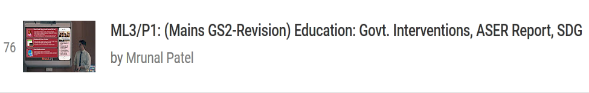 ML3/P1: (Mains GS2-Revision) Education: Govt. Interventions, ASER Report, SDG
76
by Mrunal Patel